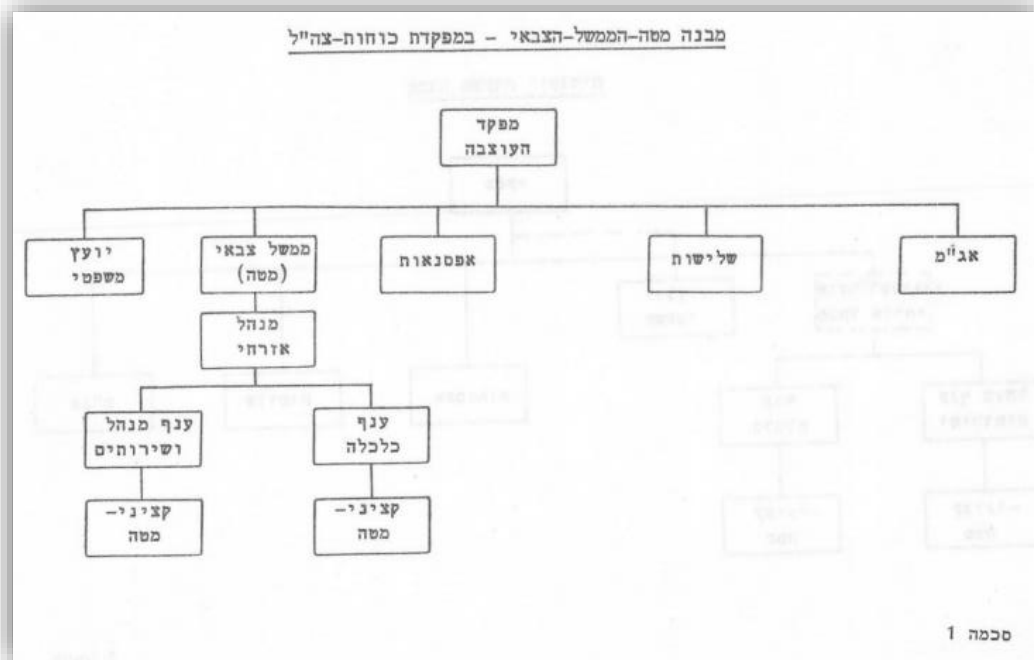 מבנה מטה-הממשל-הצבאי - במפקדת כוחות-צה"ל
מפקד
העוצבה
אג"מ
שלישות
אפסנאות
ממשל צבאי
(מטה)
יועץ
משפטי
מנהל
אזרחי
ענף
כלכלה
ענף מנהל
ושירותים
קציני-
מטה
קציני-
מטה
סכמה 1